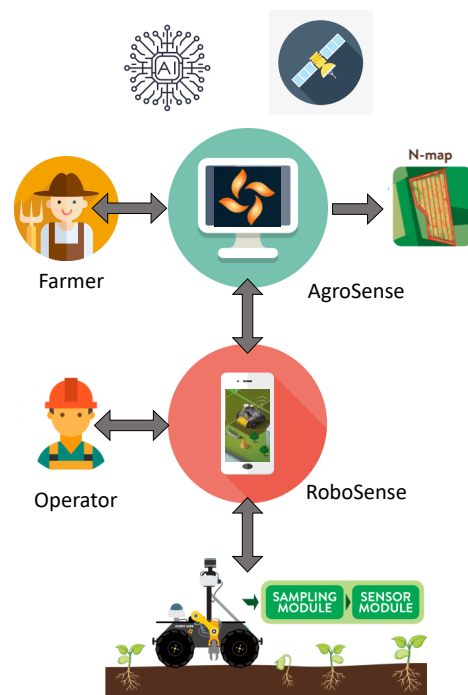 AI
N-map
Farmer
AgroSense
Operator
RoboSense
SAMPLING
MODULE
SENSOR
MODULE